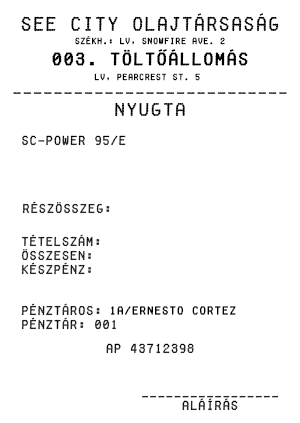 SEE CITY OLAJTÁRSASÁG
SZÉKH.: LV, SNOWFIRE AVE. 2
003. TÖLTŐÁLLOMÁS
LV, PEARCREST ST. 5
NYUGTA
SC-POWER 95/E
RÉSZÖSSZEG:
TÉTELSZÁM:
ÖSSZESEN:
KÉSZPÉNZ:
PÉNZTÁROS: 1A/ERNESTO CORTEZ
PÉNZTÁR: 001
AP 43712398
ALÁÍRÁS